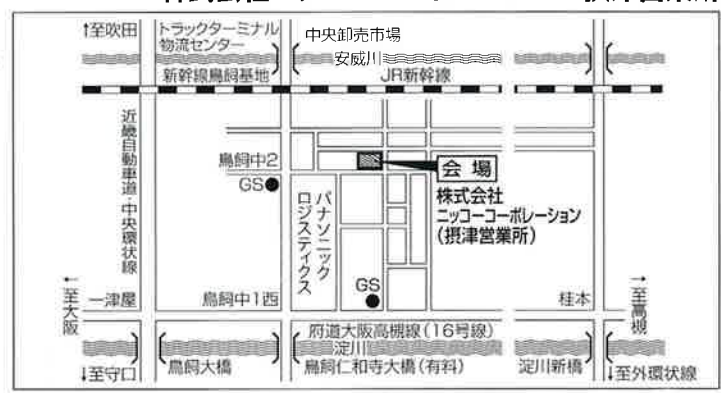 ↑至吹田
トラックターミナル
物流センター
中央卸売市場
安威川
新幹線鳥飼基地
JR新幹線
近畿自動車道・中央環状線
鳥飼中2
GS
会場
株式会社
ニッコーコーポレーション
(摂津営業所)
パナソニック
ロジスティクス
GS
←至大阪
一津屋
鳥飼中1西
桂本
→至高槻
府道大阪高槻線(16号線)
淀川
↓至守口
鳥飼大橋
鳥飼仁和寺大橋(有料)
淀川新橋
↓至外環状線